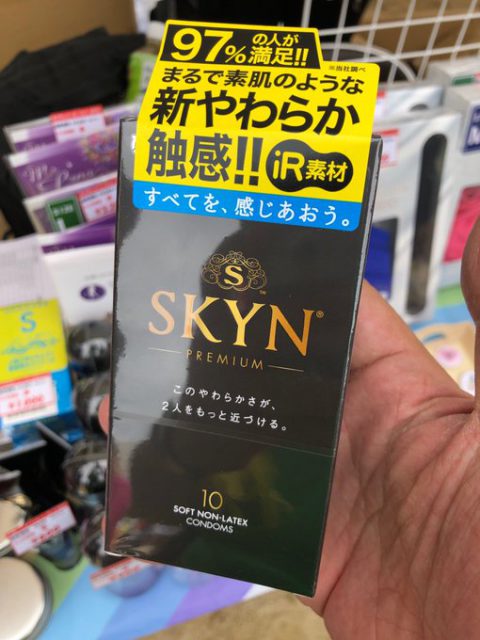 97%の人が
満足!!
※当社調べ
まるで素肌のような
新やわらか
触感!! iR素材
すべてを、感じあおう。
S
SKYN®
PREMIUM
このやわらかさが、
2人をもっと近づける。
10
SOFT NON-LATEX
CONDOMS
S